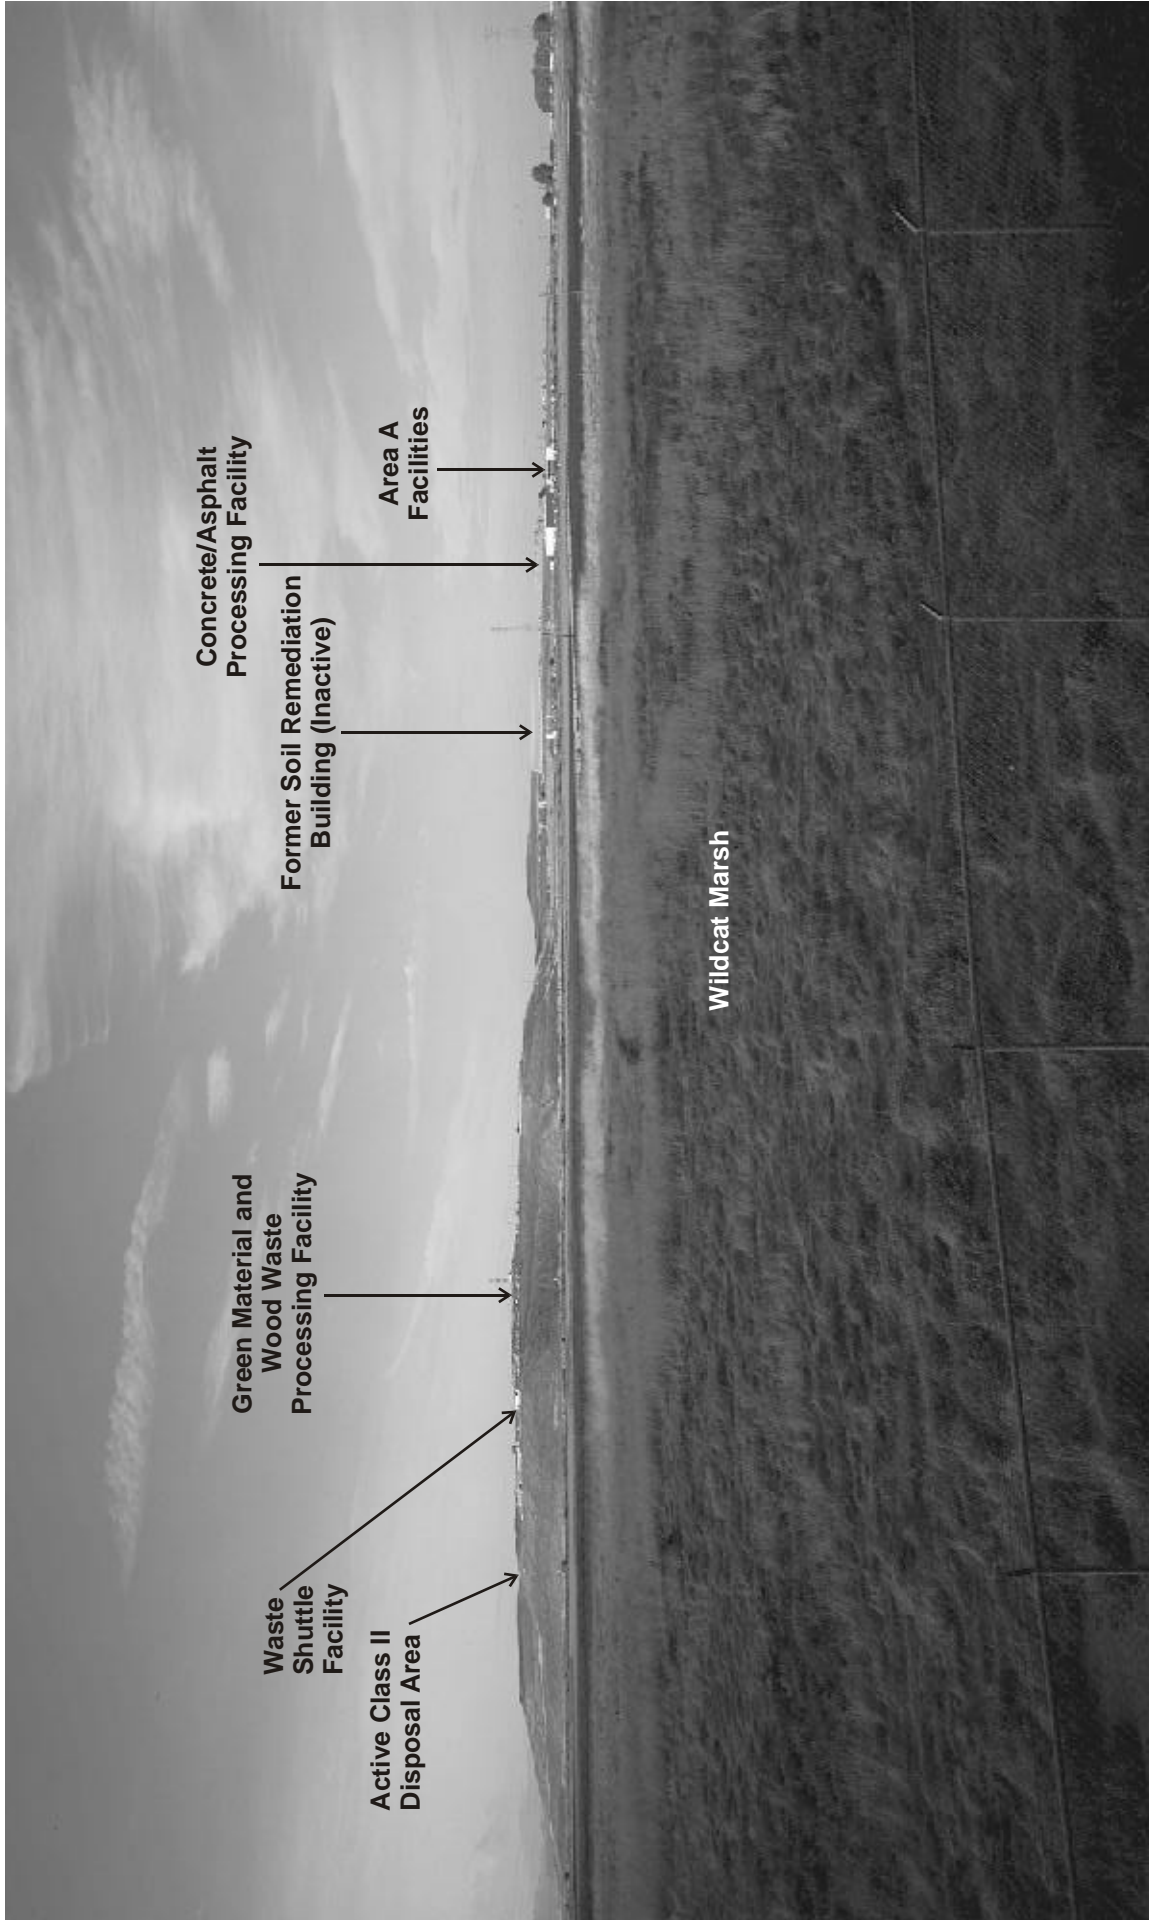 Active Class II
Disposal Area
Waste
Shuttle
Facility
Green Material and
Wood Waste
Processing Facility
Former Soil Remediation
Building (Inactive)
Concrete/Asphalt
Processing Facility
Area A
Facilities
Wildcat Marsh